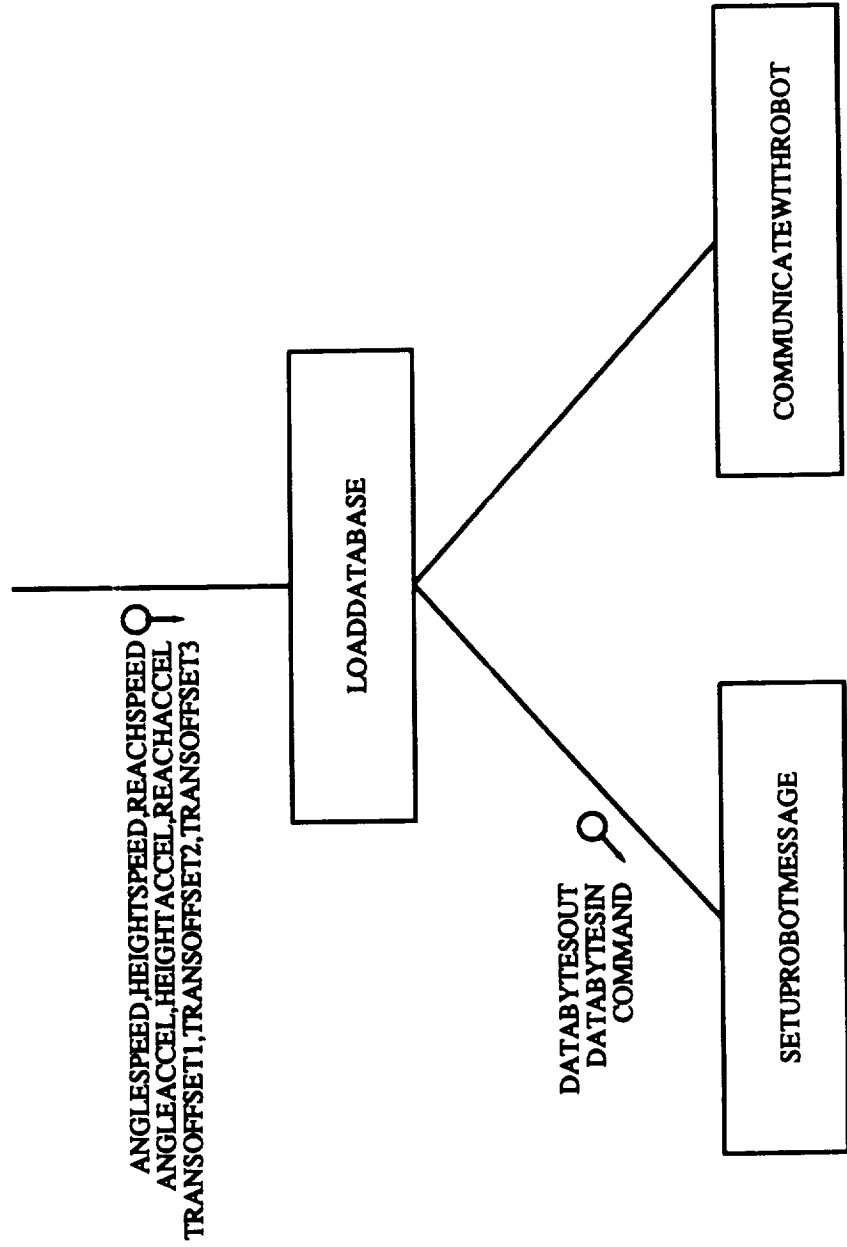 ANGLESPEED,HEIGHTSPEED,REACHSPEED
ANGLEACCEL,HEIGHTACCEL,REACHACCEL
TRANSOFFSET1,TRANSOFFSET2,TRANSOFFSET3
LOADDATABASE
DATABYTESOUT
DATABYTESIN
COMMAND
SETUPROBOTMESSAGE
COMMUNICATEWITHROBOT